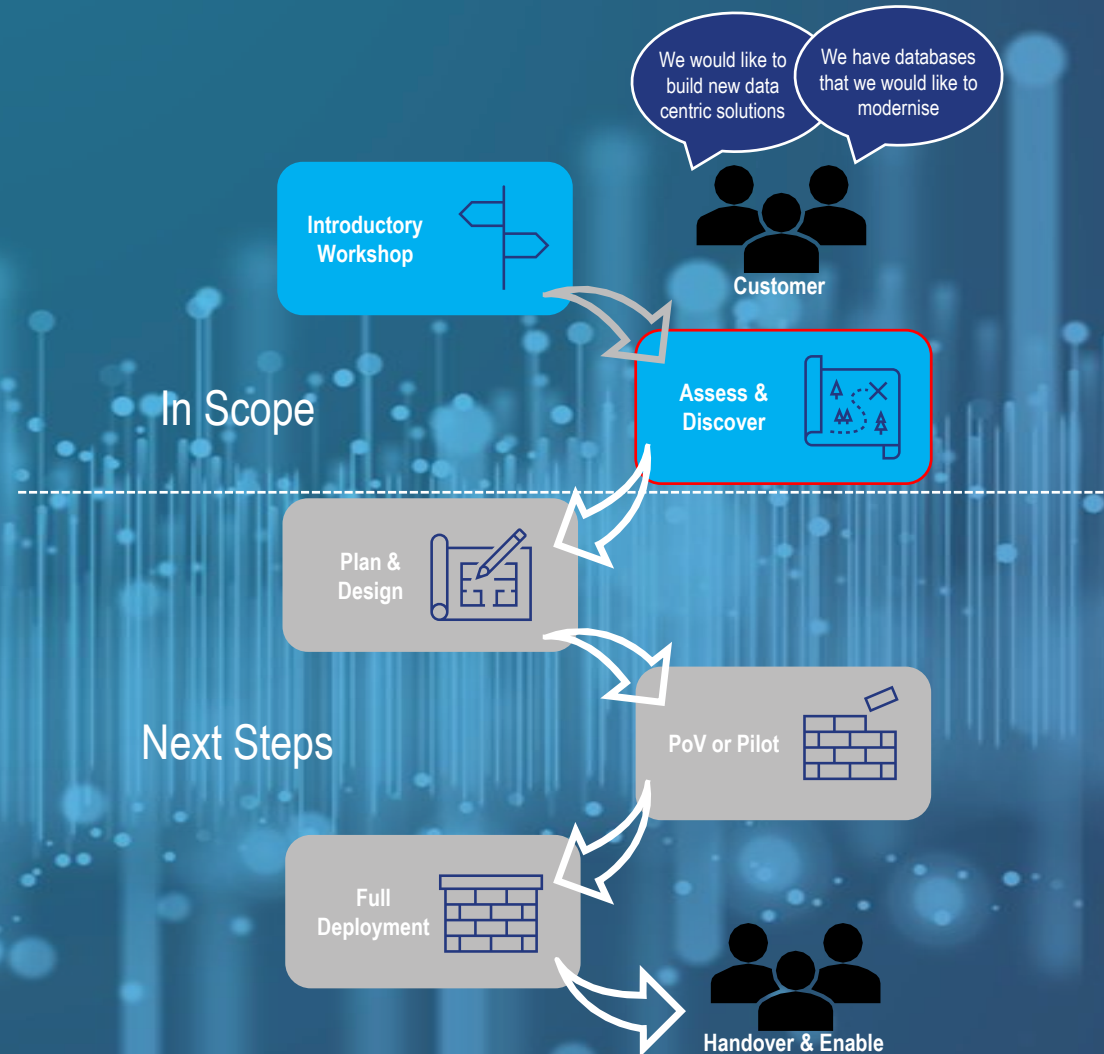 We would like to
build new data
centric solutions
We have databases
that we would like to
modernise
Introductory
Workshop
Customer
In Scope
Assess &
Discover
Plan &
Design
Next Steps
PoV or Pilot
Full
Deployment
Handover & Enable